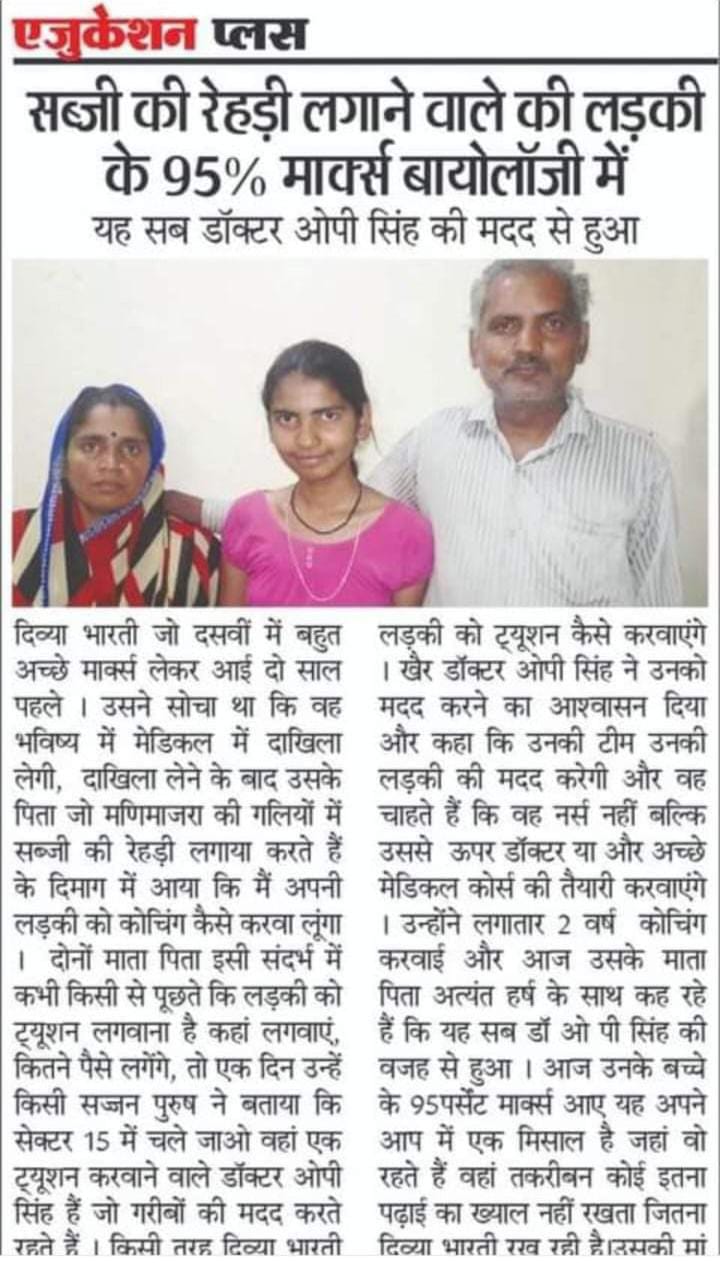 एजुकेशन प्लस
सब्जी की रेहड़ी लगाने वाले की लड़की
के 95% मार्क्स बायोलॉजी में
यह सब डॉक्टर ओपी सिंह की मदद से हुआ
दिव्या भारती जो दसवीं में बहुत
अच्छे मार्क्स लेकर आई दो साल
पहले । उसने सोचा था कि वह
भविष्य में मेडिकल में दाखिला
लेगी, दाखिला लेने के बाद उसके
पिता जो मणिमाजरा की गलियों में
सब्जी की रेहड़ी लगाया करते हैं
के दिमाग में आया कि मैं अपनी
लड़की को कोचिंग कैसे करवा लूंगा
। दोनों माता पिता इसी संदर्भ में
कभी किसी से पूछते कि लड़की को
ट्यूशन लगवाना है कहां लगवाएं,
कितने पैसे लगेंगे, तो एक दिन उन्हें
किसी सज्जन पुरुष ने बताया कि
सेक्टर 15 में चले जाओ वहां एक
ट्यूशन करवाने वाले डॉक्टर ओपी
सिंह हैं जो गरीबों की मदद करते
रहते हैं । किसी तरह दिव्या भारती
लड़की को ट्यूशन कैसे करवाएंगे
। खैर डॉक्टर ओपी सिंह ने उनको
मदद करने का आश्वासन दिया
और कहा कि उनकी टीम उनकी
लड़की की मदद करेगी और वह
चाहते हैं कि वह नर्स नहीं बल्कि
उससे ऊपर डॉक्टर या और अच्छे
मेडिकल कोर्स की तैयारी करवाएंगे
। उन्होंने लगातार 2 वर्ष कोचिंग
करवाई और आज उसके माता
पिता अत्यंत हर्ष के साथ कह रहे
हैं कि यह सब डॉ ओ पी सिंह की
वजह से हुआ । आज उनके बच्चे
के 95पर्सेंट मार्क्स आए यह अपने
आप में एक मिसाल है जहां वो
रहते हैं वहां तकरीबन कोई इतना
पढ़ाई का ख्याल नहीं रखता जितना
दिव्या भारती रख रही है।उसकी मां